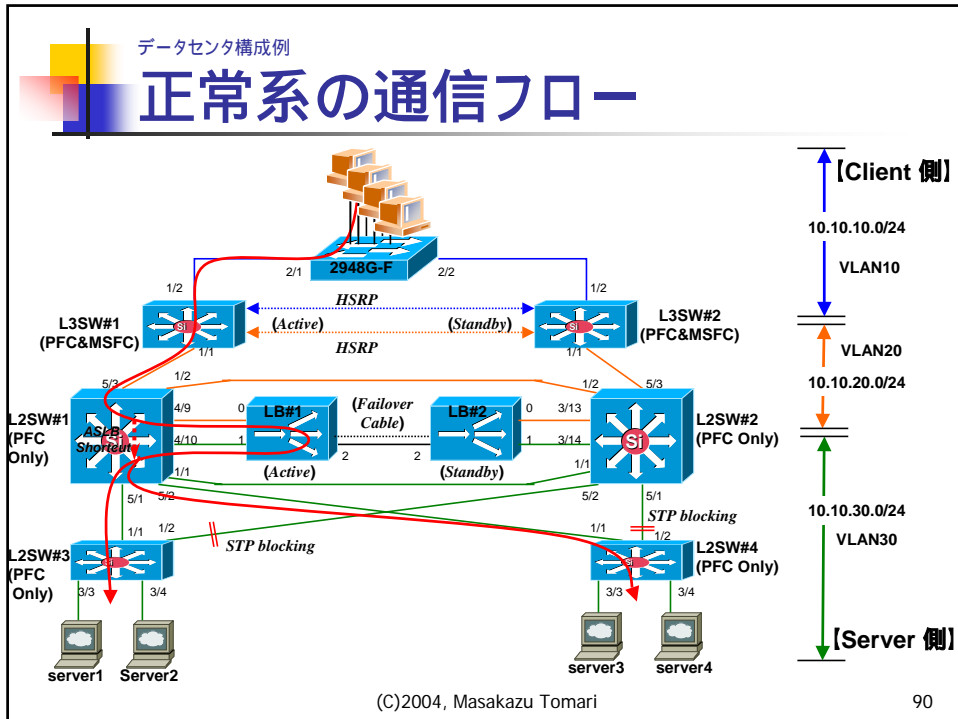 データセンタ構成例
正常系の通信フロー
【Client 側】
10.10.10.0/24
VLAN10
2948G-F
2/1
2/2
1/2
1/2
HSRP
L3SW#1
(PFC&MSFC)
Si
(Active)
(Standby)
Si
L3SW#2
(PFC&MSFC)
HSRP
1/1
1/1
VLAN20
10.10.20.0/24
5/3
1/2
1/2
5/3
L2SW#1
(PFC
Only)
4/9
0
LB#1
(Failover
Cable)
LB#2
0
3/13
L2SW#2
(PFC Only)
ASLB
Shortcut
Si
4/10
1
2
2
1
3/14
Si
(Active)
(Standby)
1/1
1/1
5/1
5/2
5/2
5/1
10.10.30.0/24
VLAN30
1/1
1/2
STP blocking
1/1
STP blocking
1/2
L2SW#3
(PFC
Only)
Si
L2SW#4
(PFC Only)
Si
3/3
3/4
3/3
3/4
server1
Server2
server3
server4
【Server 側】
(C)2004, Masakazu Tomari
90